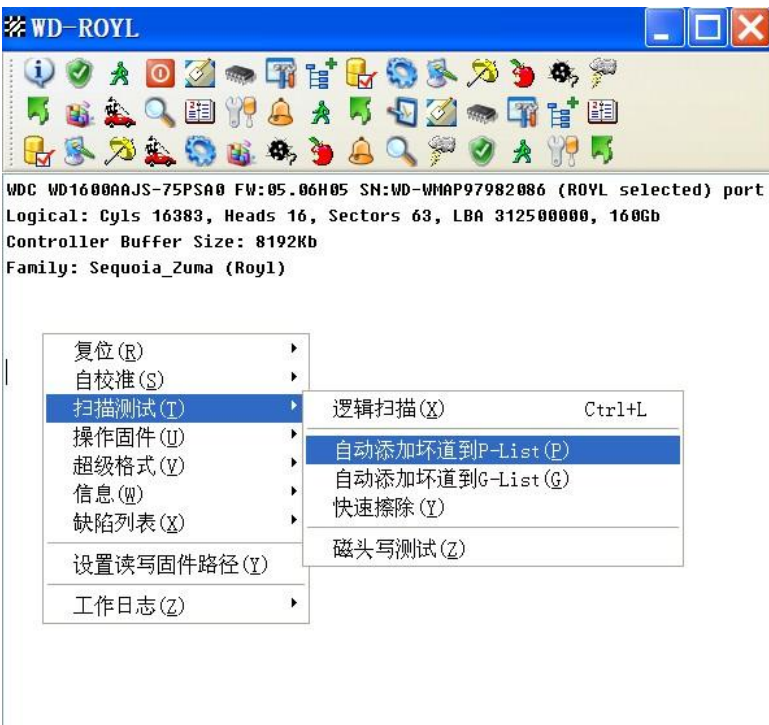 WD-ROYL
WDC WD1600AAJS-75PSA0 FW:05.06H05 SN:WD-WMAP97982086 (ROYL selected) port
Logical: Cyls 16383, Heads 16, Sectors 63, LBA 312500000, 160Gb
Controller Buffer Size: 8192Kb
Family: Sequoia_Zuma (Royl)
复位(R)
自校准(S)
扫描测试(T)
操作固件(U)
超级格式(V)
信息(W)
缺陷列表(X)
设置读写固件路径(Y)
工作日志(Z)
逻辑扫描(X) Ctrl+L
自动添加坏道到P-List(P)
自动添加坏道到G-List(G)
快速擦除(Y)
磁头写测试(Z)